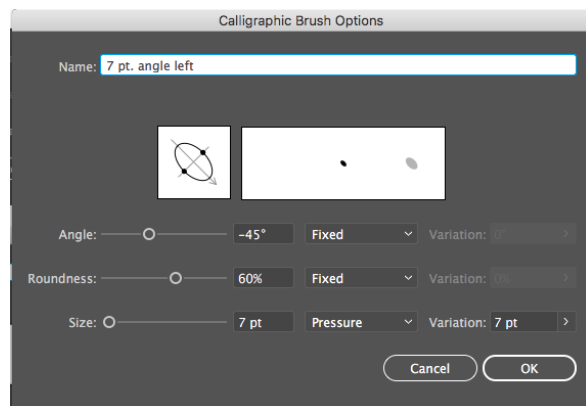 Calligraphic Brush Options
Name: 7 pt. angle left
Angle: -45° Fixed Variation: 0°
Roundness: 60% Fixed Variation: 0%
Size: 7 pt Pressure Variation: 7 pt
Cancel OK